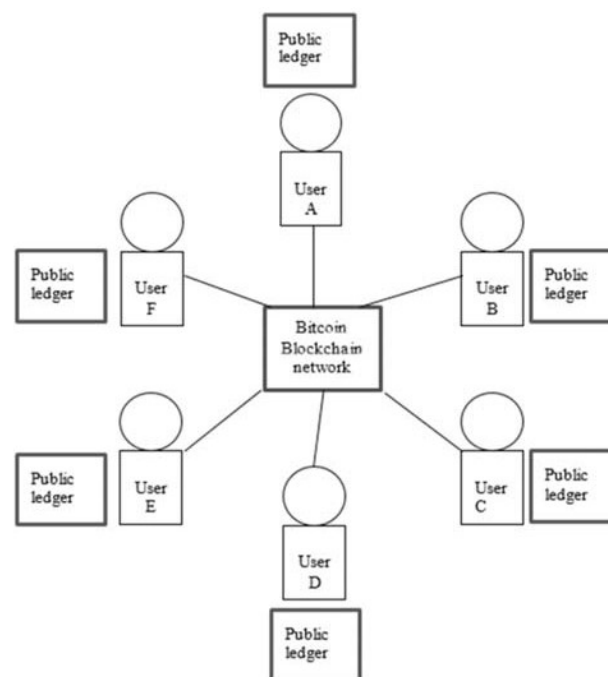 Public
ledger
User
A
Public
ledger
User
F
User
B
Public
ledger
Bitcoin
Blockchain
network
Public
ledger
User
E
User
C
Public
ledger
User
D
Public
ledger